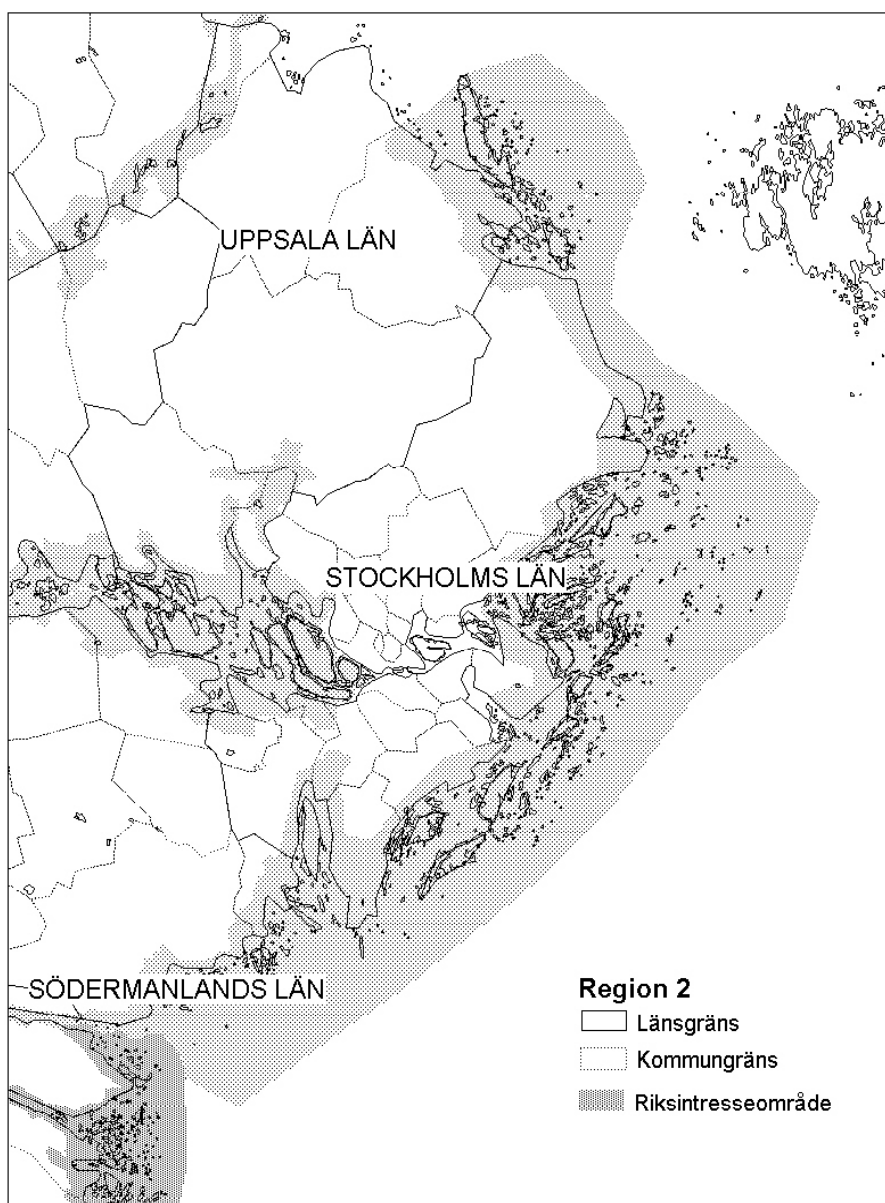 UPPSALA LÄN
STOCKHOLMS LÄN
SÖDERMANLANDS LÄN
Region 2
Länsgräns
Kommungräns
Riksintresseområde